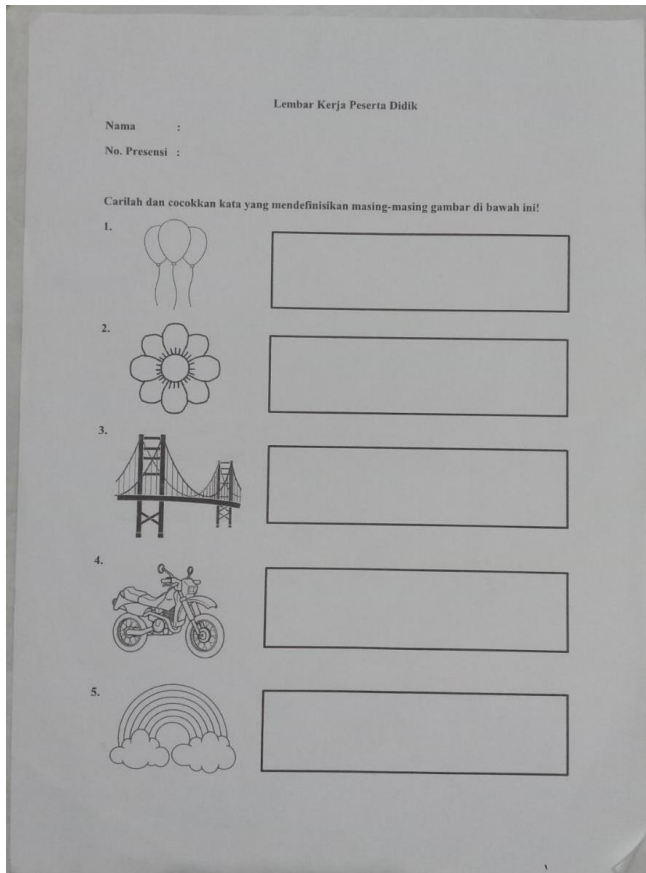 Lembar Kerja Peserta Didik
Nama :
No. Presensi :
Carilah dan cocokkan kata yang mendefinisikan masing-masing gambar di bawah ini!
1.
2.
3.
4.
5.